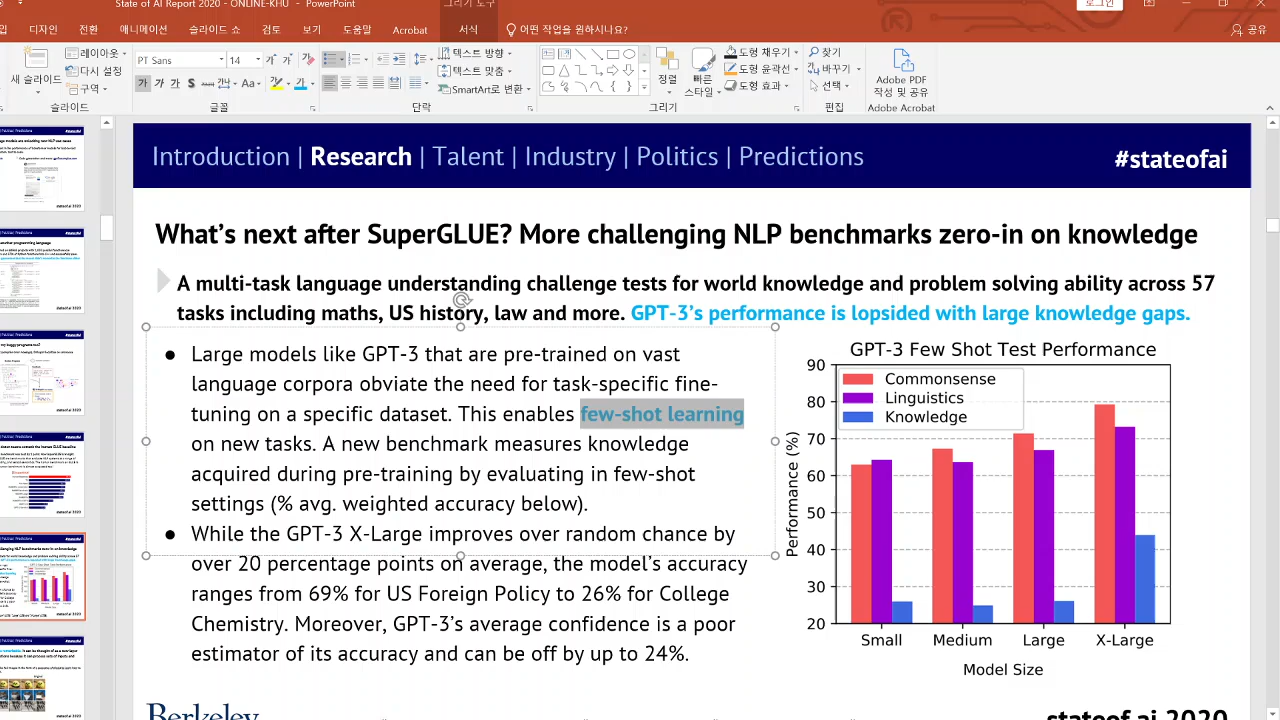 State of AI Report 2020 - ONLINE-KHU - PowerPoint
그리기 도구
로그인
입 디자인 전환 애니메이션 슬라이드 쇼 검토 보기 도움말 Acrobat 서식 어떤 작업을 원하시나요?
공유
새 슬라이드
레이아웃
다시 설정
구역
슬라이드
PT Sans
14
가 가 가 S
글꼴
텍스트 방향
텍스트 맞춤
SmartArt로 변환
단락
정렬
빠른
스타일
도형 채우기
도형 윤곽선
도형 효과
그리기
찾기
바꾸기
선택
편집
Adobe PDF
작성 및 공유
Adobe Acrobat
Introduction | Research | Talent | Industry | Politics | Predictions
#stateofai
What's next after SuperGLUE? More challenging NLP benchmarks zero-in on knowledge
A multi-task language understanding challenge tests for world knowledge and problem solving ability across 57
tasks including maths, US history, law and more. GPT-3's performance is lopsided with large knowledge gaps.
● Large models like GPT-3 that are pre-trained on vast
language corpora obviate the need for task-specific fine-
tuning on a specific dataset. This enables few-shot learning
on new tasks. A new benchmark measures knowledge
acquired during pre-training by evaluating in few-shot
settings (% avg. weighted accuracy below).
● While the GPT-3 X-Large improves over random chance by
over 20 percentage points on average, the model's accuracy
ranges from 69% for US Foreign Policy to 26% for College
Chemistry. Moreover, GPT-3's average confidence is a poor
estimator of its accuracy and can be off by up to 24%.
GPT-3 Few Shot Test Performance
Commonsense
Linguistics
Knowledge
Performance (%)
90
80
70
60
50
40
30
20
Small Medium Large X-Large
Model Size
Berkeley
stateof.ai 2020